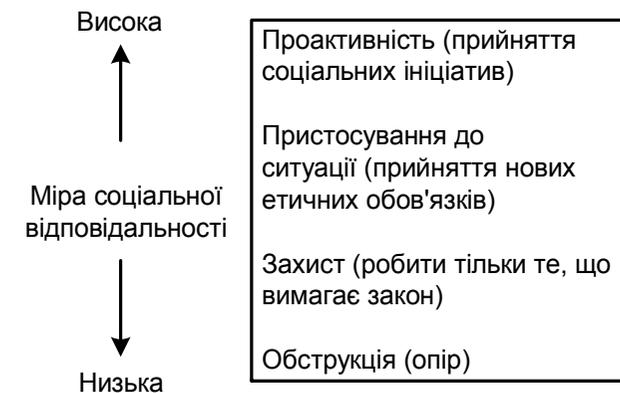 Висока
Міра соціальної
відповідальності
Низька
Проактивність (прийняття
соціальних ініціатив)
Пристосування до
ситуації (прийняття нових
етичних обов'язків)
Захист (робити тільки те, що
вимагає закон)
Обструкція (опір)